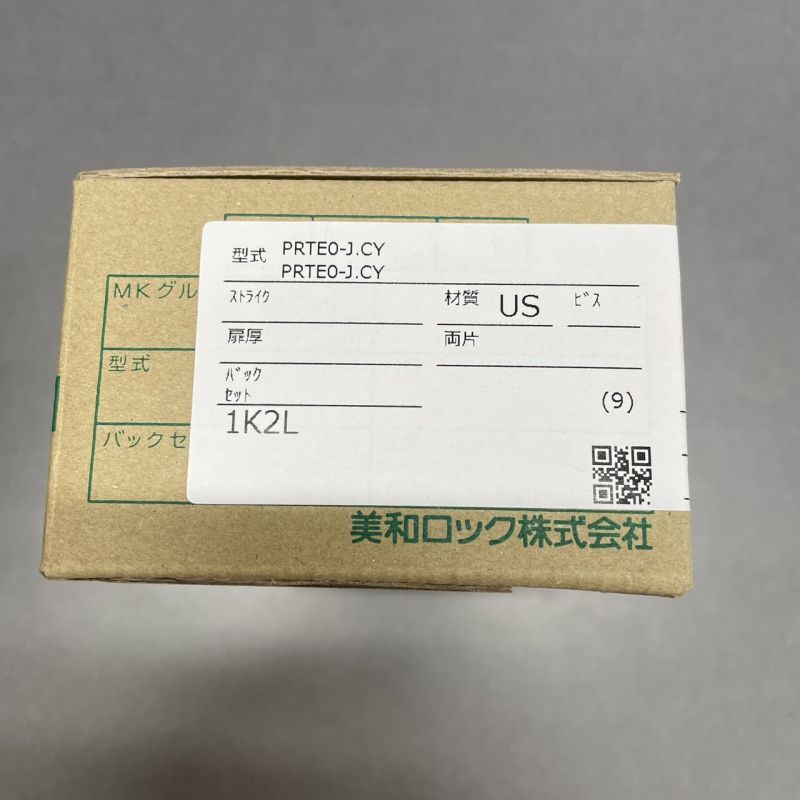 型式 PRTE0-J.CY
PRTE0-J.CY
ストライク 材質 US ビス
扉厚 両片
バック
セット
(9)
1K2L
MKグル
型式
バックセ
美和ロック株式会社